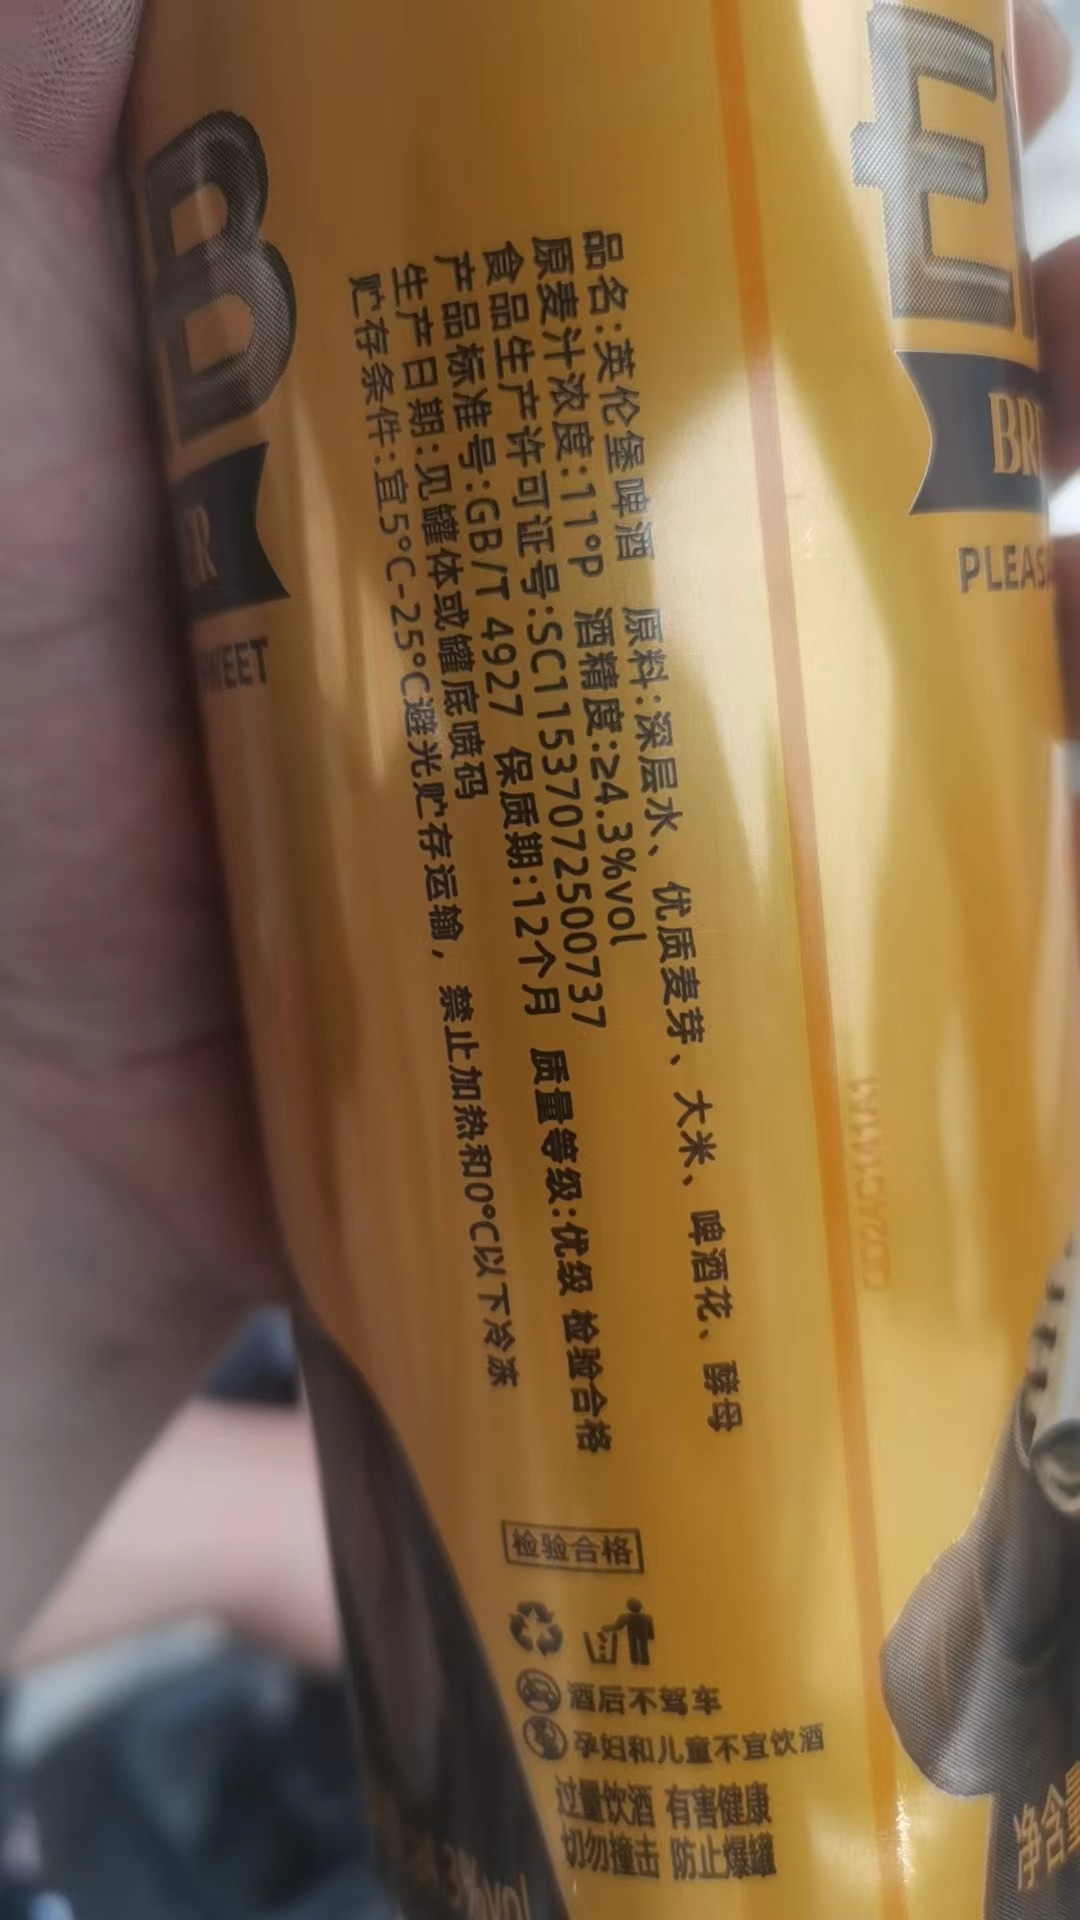 品名:英伦堡啤酒 原料:深层水、优质麦芽、大米、啤酒花、酵母
原麦汁浓度:11°P 酒精度:≥4.3%vol
食品生产许可证号:SC11537072500737
产品标准号:GB/T 4927 保质期:12个月 质量等级:优级 检验合格
生产日期:见罐体或罐底喷码
贮存条件:宜5°C-25°C避光贮存运输，禁止加热和0°C以下冷冻
检验合格
酒后不驾车
孕妇和儿童不宜饮酒
过量饮酒 有害健康
切勿撞击 防止爆罐
B
E
BR
PLEAS
净含量